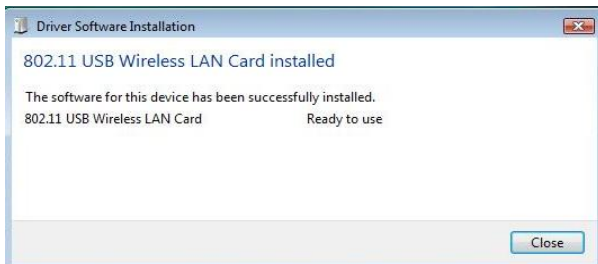 Driver Software Installation
802.11 USB Wireless LAN Card installed
The software for this device has been successfully installed.
802.11 USB Wireless LAN Card Ready to use
Close